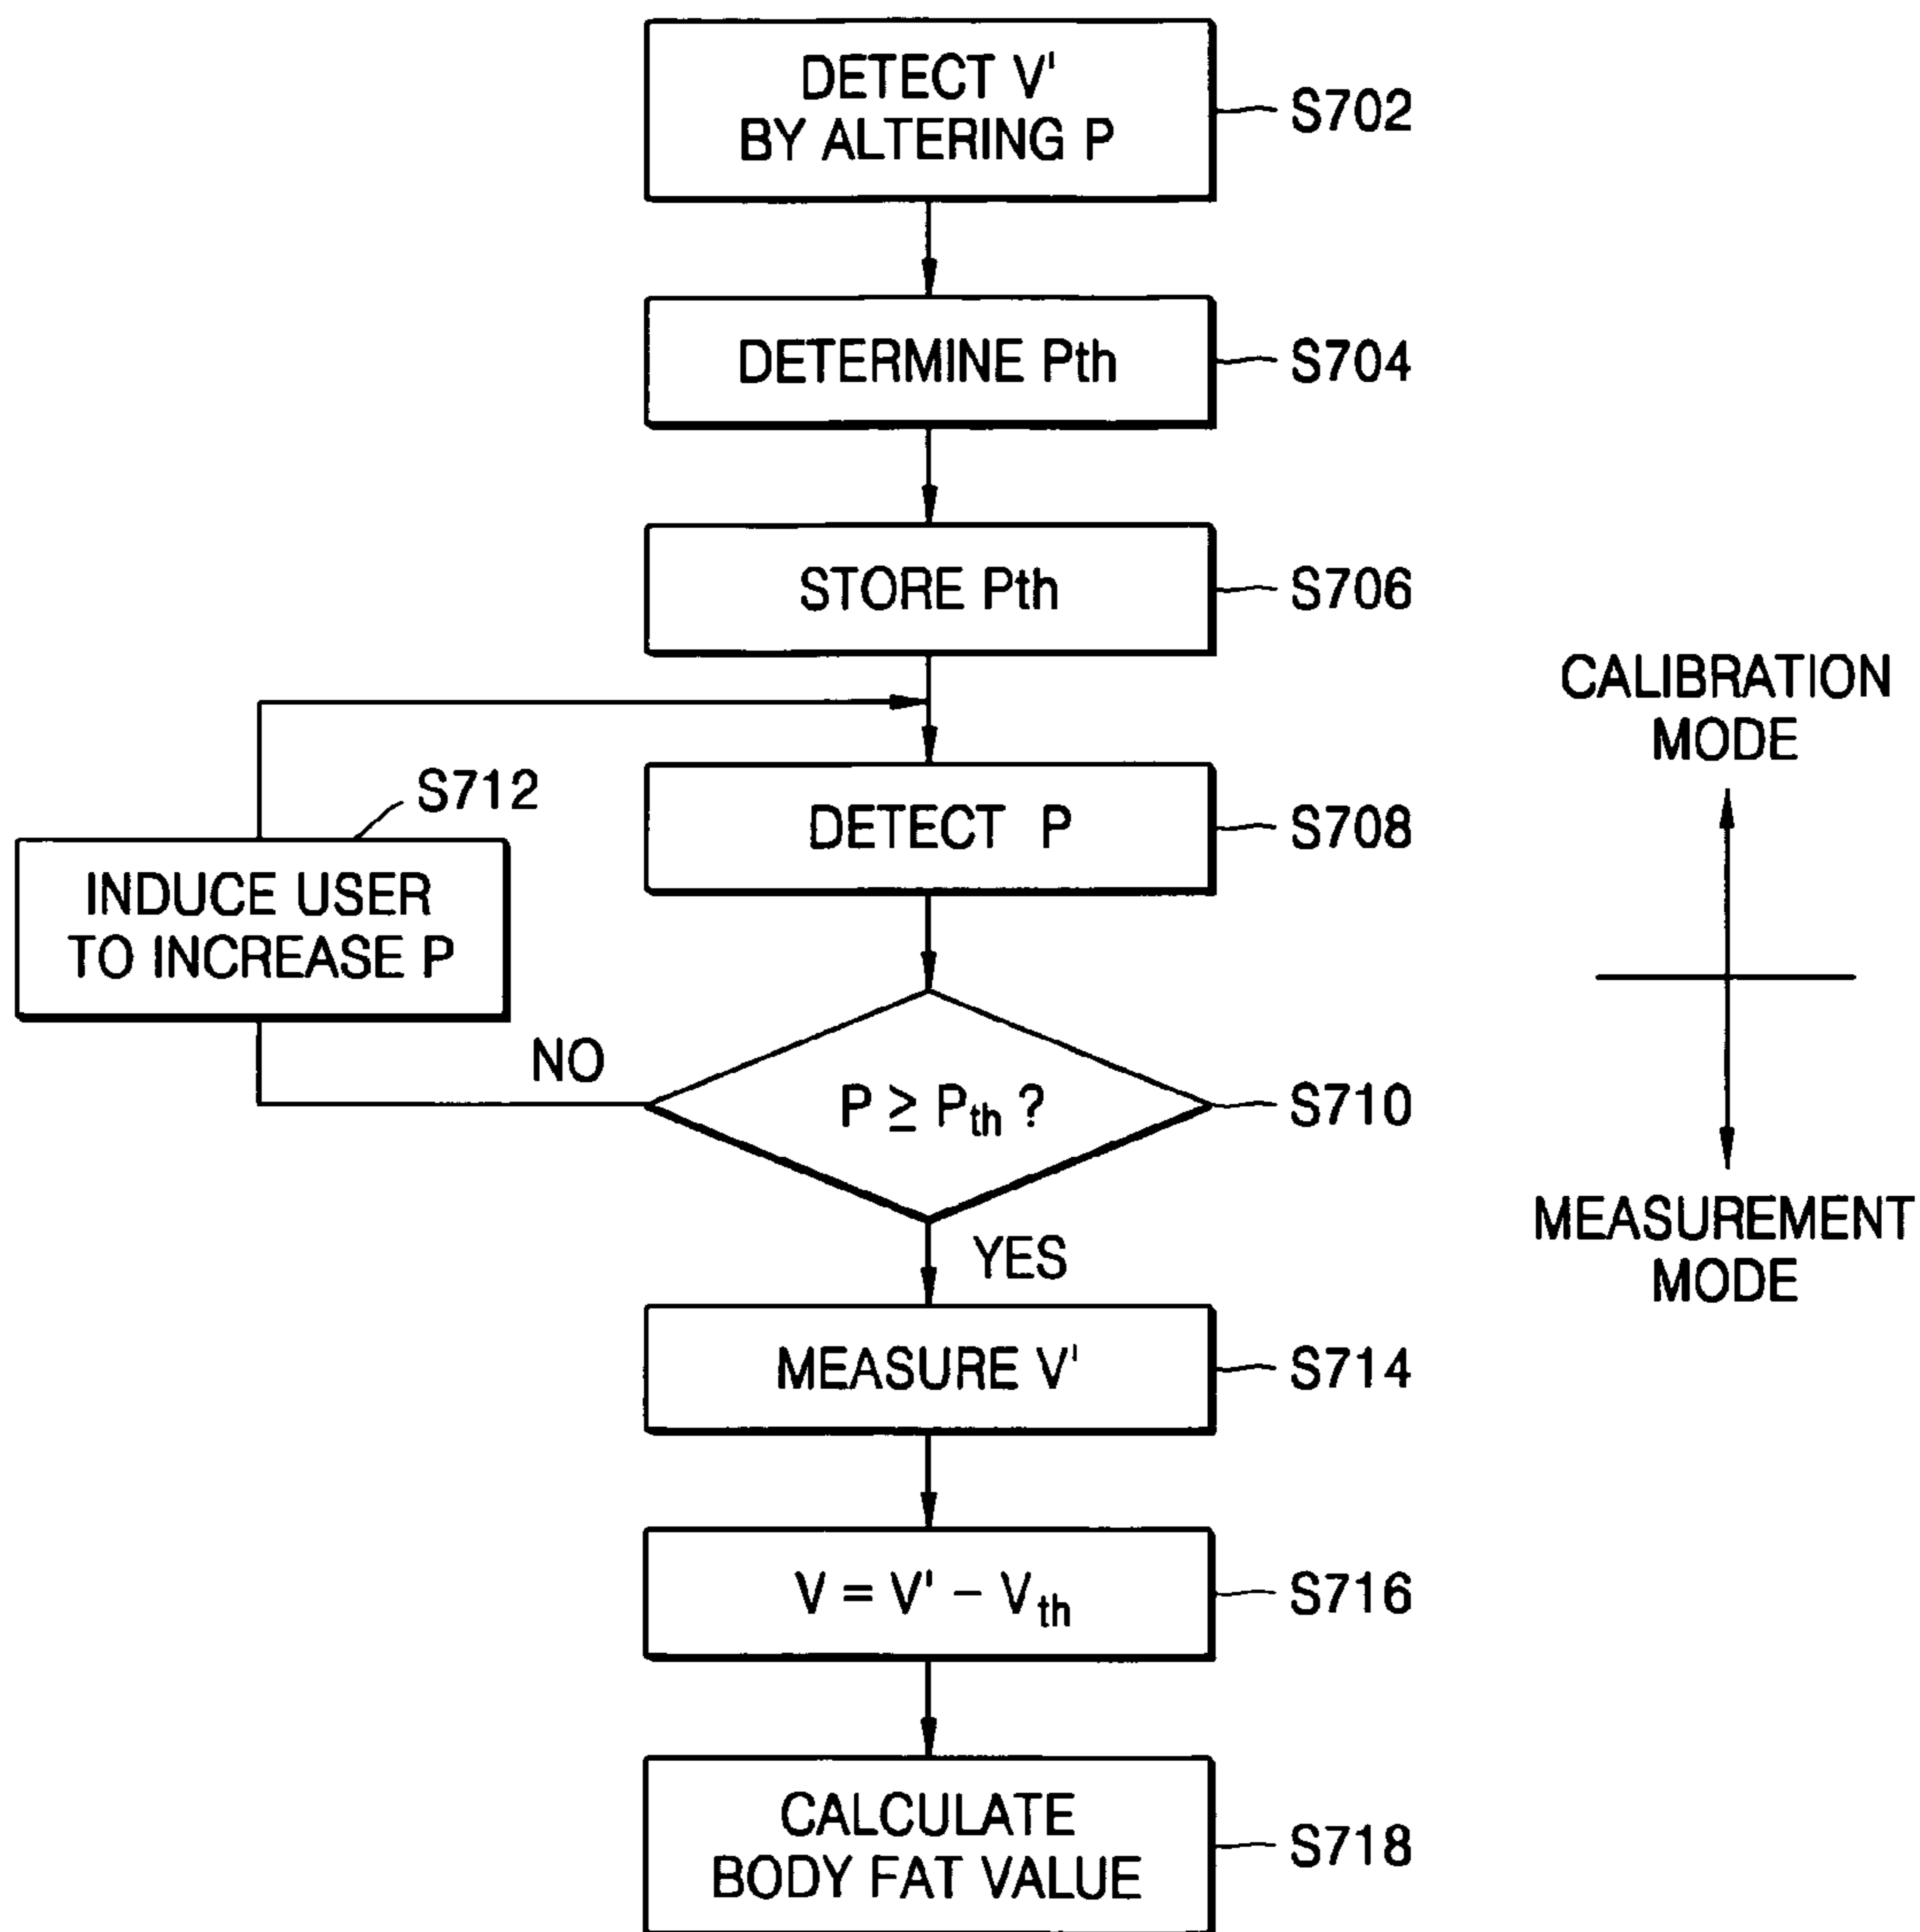 DETECT V'
BY ALTERING P
S702
DETERMINE Pth
S704
STORE Pth
S706
CALIBRATION
MODE
S712
DETECT P
S708
INDUCE USER
TO INCREASE P
NO
P ≥ Pth ?
S710
MEASUREMENT
MODE
YES
MEASURE V'
S714
V = V' – Vth
S716
CALCULATE
BODY FAT VALUE
S718